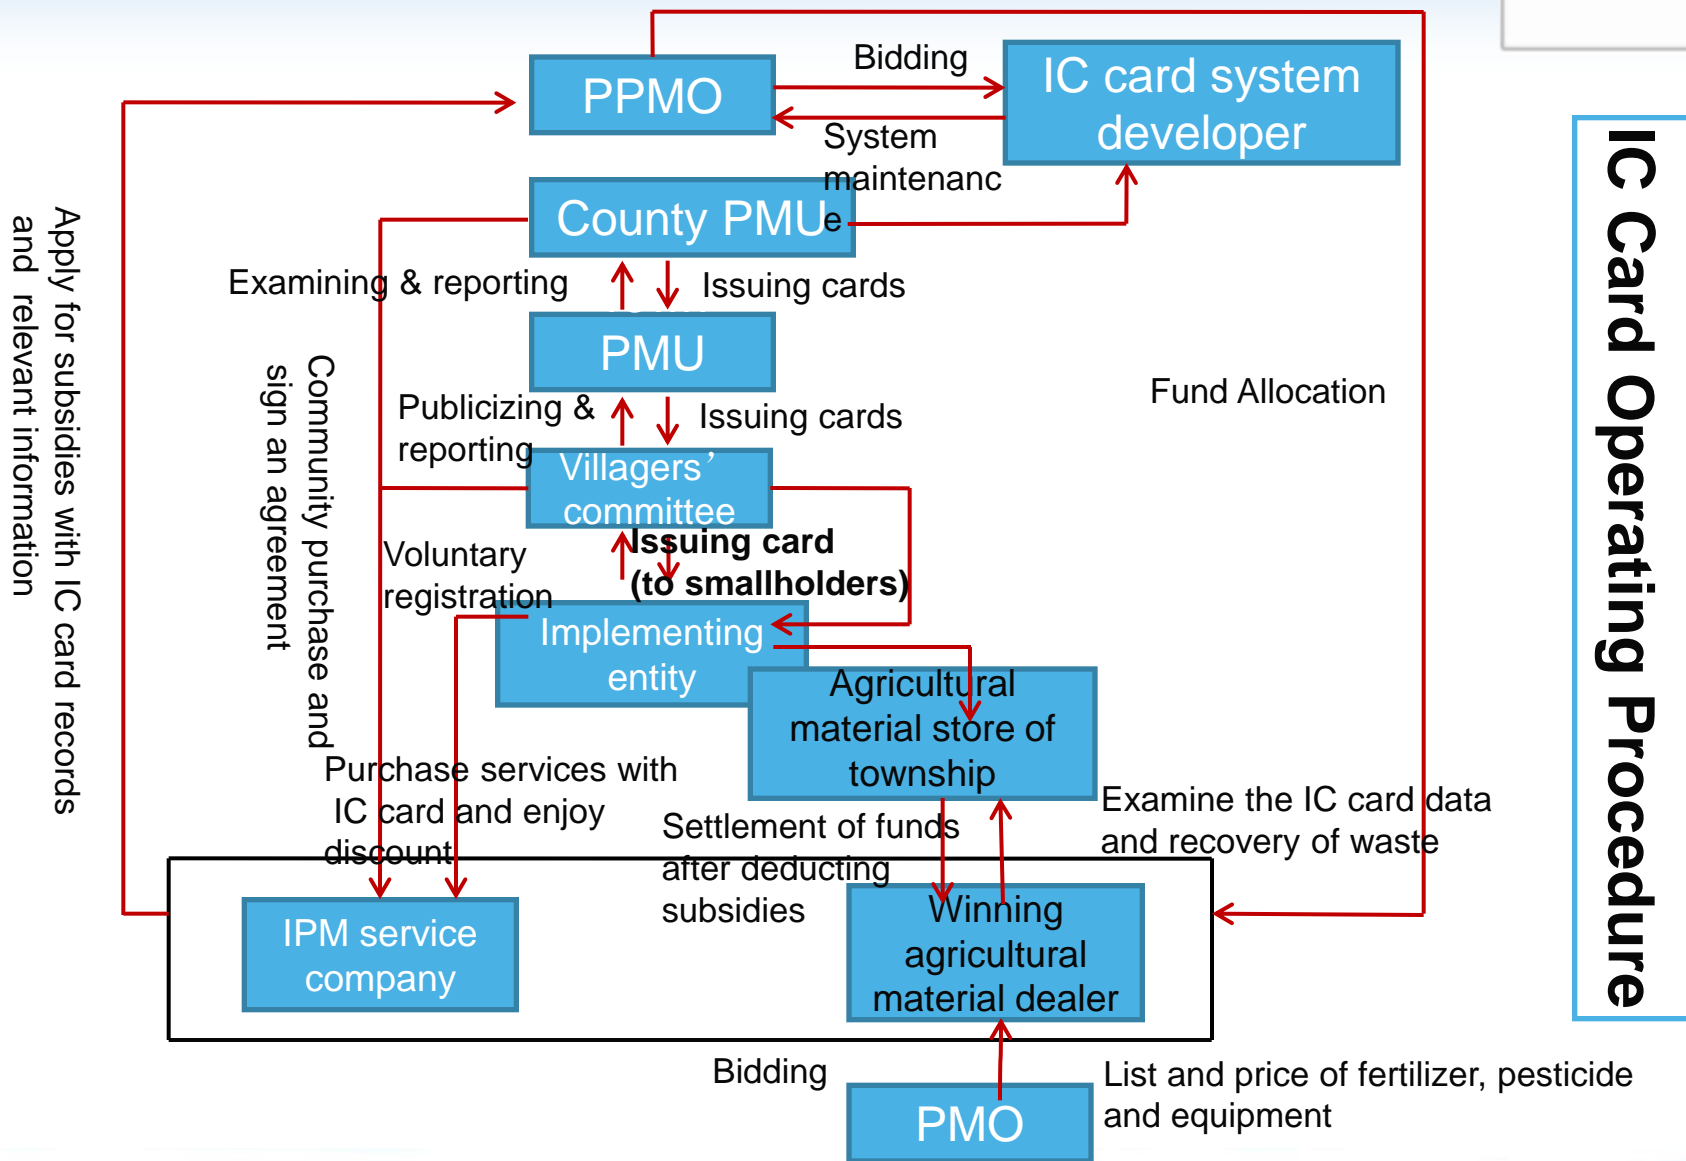 PPMO
Bidding
IC card system
developer
System
maintenanc
e
County PMU
Examining & reporting
Issuing cards
PMU
Publicizing &
reporting
Issuing cards
Villagers’
committee
Voluntary
registration
Issuing card
(to smallholders)
Implementing
entity
Agricultural
material store of
township
Purchase services with
IC card and enjoy
discount
Settlement of funds
after deducting
subsidies
Examine the IC card data
and recovery of waste
IPM service
company
Winning
agricultural
material dealer
Bidding
PMO
List and price of fertilizer, pesticide
and equipment
Fund Allocation
Apply for subsidies with IC card records
and relevant information
Community purchase and
sign an agreement
IC Card Operating Procedure